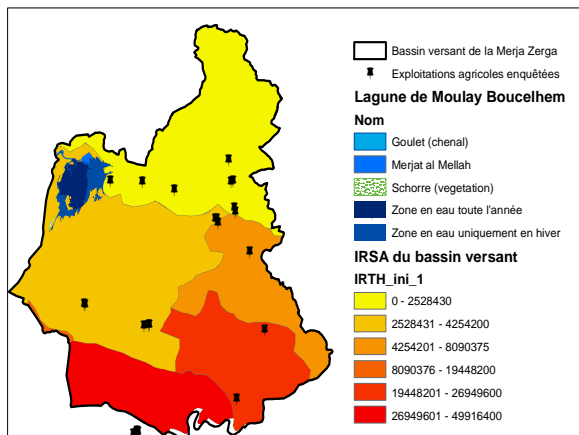 Bassin versant de la Merja Zerga
Exploitations agricoles enquêtées
Lagune de Moulay Boucelhem
Nom
Goulet (chenal)
Merjat al Mellah
Schorre (vegetation)
Zone en eau toute l'année
Zone en eau uniquement en hiver
IRSA du bassin versant
IRTH_ini_1
0 - 2528430
2528431 - 4254200
4254201 - 8090375
8090376 - 19448200
19448201 - 26949600
26949601 - 49916400